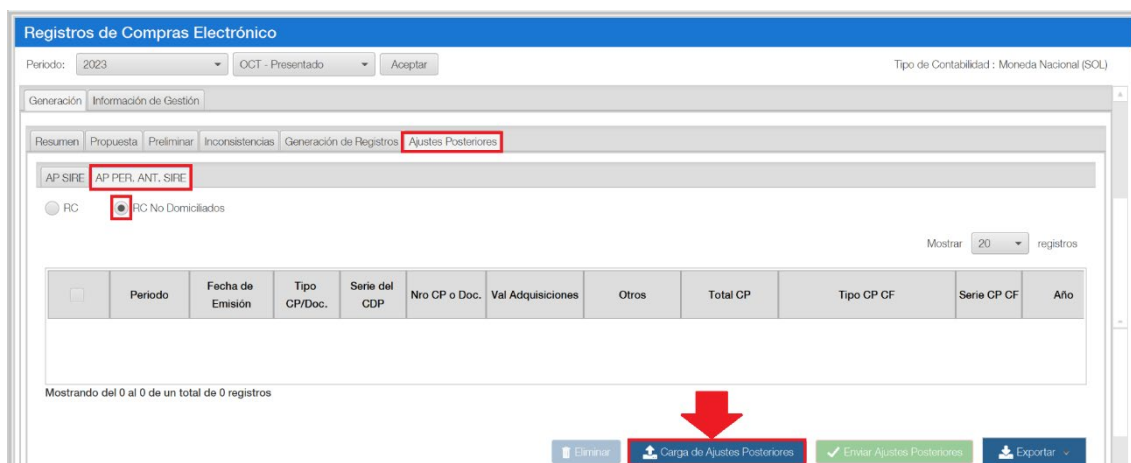 Registros de Compras Electrónico
Periodo: 2023 OCT - Presentado Aceptar Tipo de Contabilidad : Moneda Nacional (SOL)
Generación Información de Gestión
Resumen Propuesta Preliminar Inconsistencias Generación de Registros Ajustes Posteriores
AP SIRE AP PER. ANT. SIRE
RC RC No Domiciliados
Mostrar 20 registros
Periodo Fecha de Emisión Tipo CP/Doc. Serie del CDP Nro CP o Doc. Val Adquisiciones Otros Total CP Tipo CP CF Serie CP CF Año
Mostrando del 0 al 0 de un total de 0 registros
Eliminar Carga de Ajustes Posteriores Enviar Ajustes Posteriores Exportar